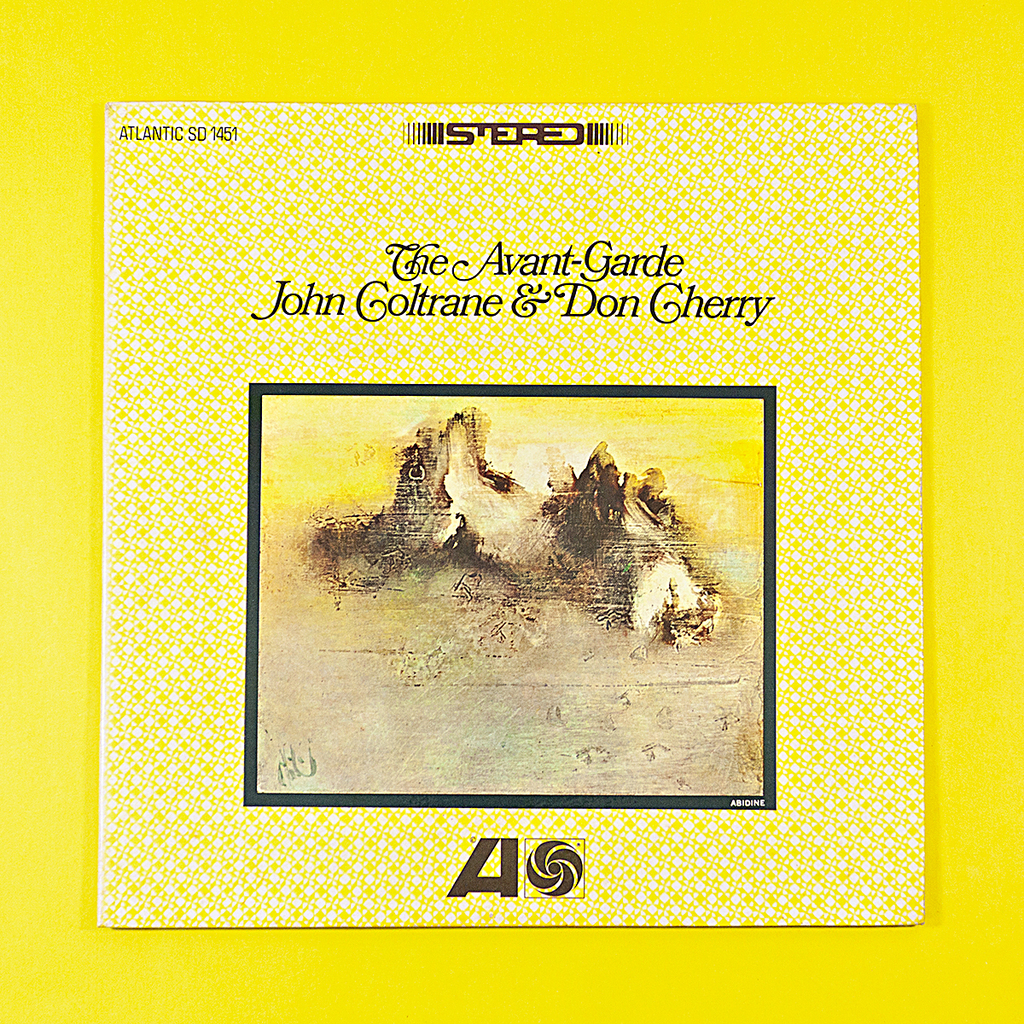 ATLANTIC SD 1451
STEREO
The Avant-Garde
John Coltrane & Don Cherry
ABIDINE
A